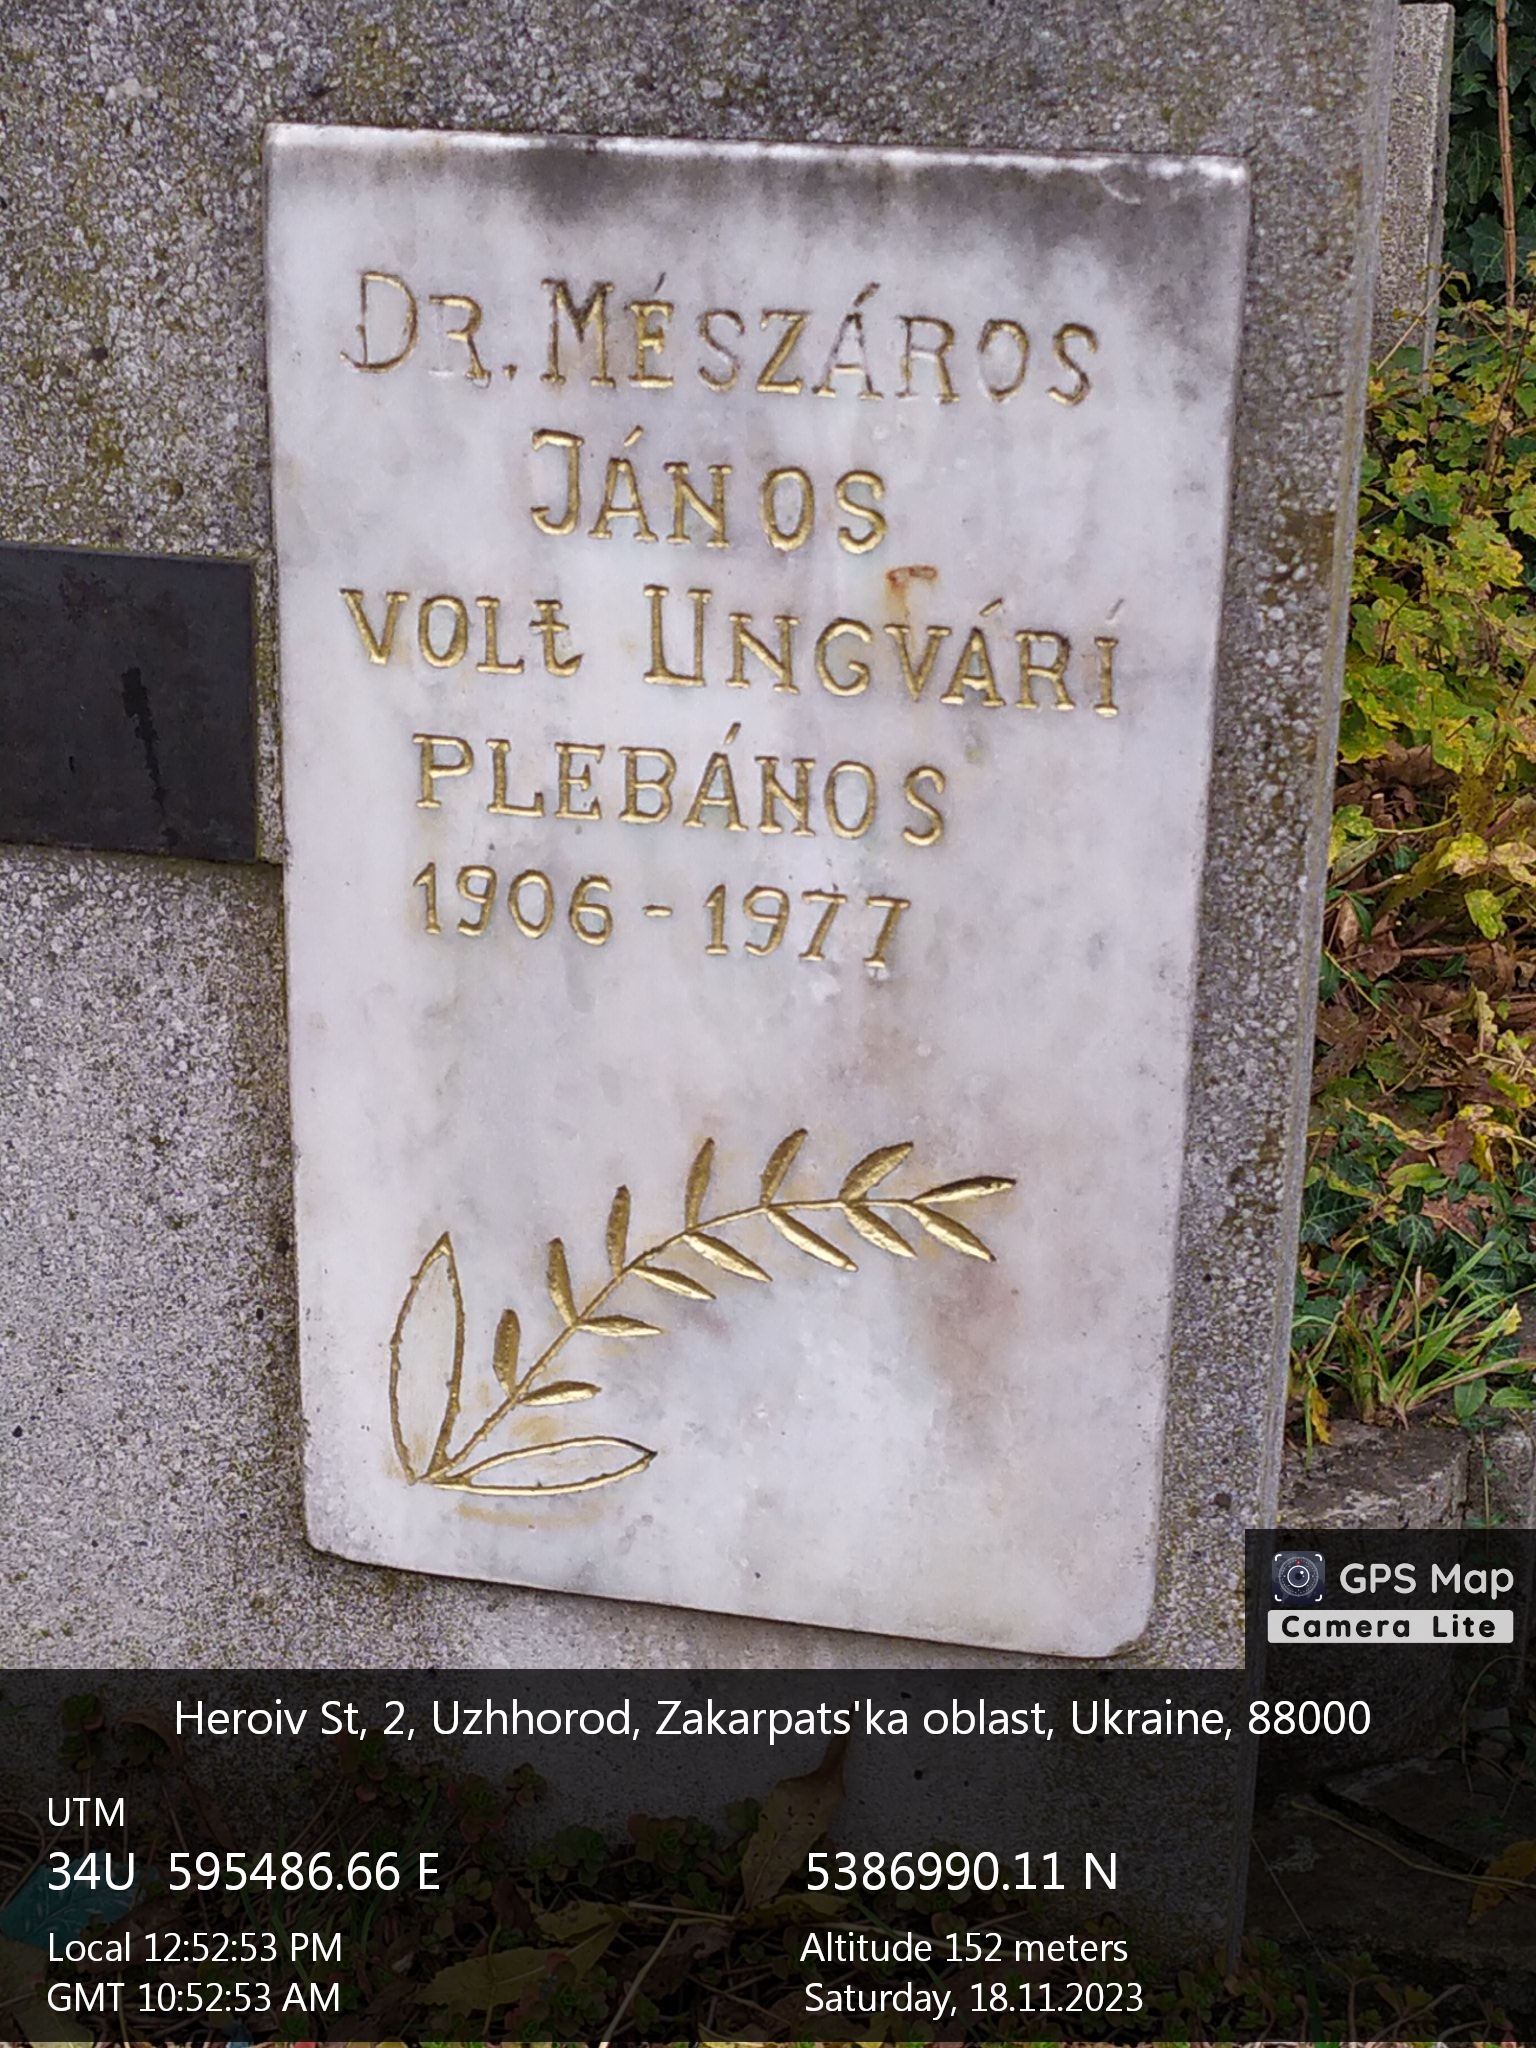 Dr. Mészáros
János
volt Ungvári
plebános
1906 - 1977
GPS Map
Camera Lite
Heroiv St, 2, Uzhhorod, Zakarpats'ka oblast, Ukraine, 88000
UTM
34U 595486.66 E 5386990.11 N
Local 12:52:53 PM Altitude 152 meters
GMT 10:52:53 AM Saturday, 18.11.2023